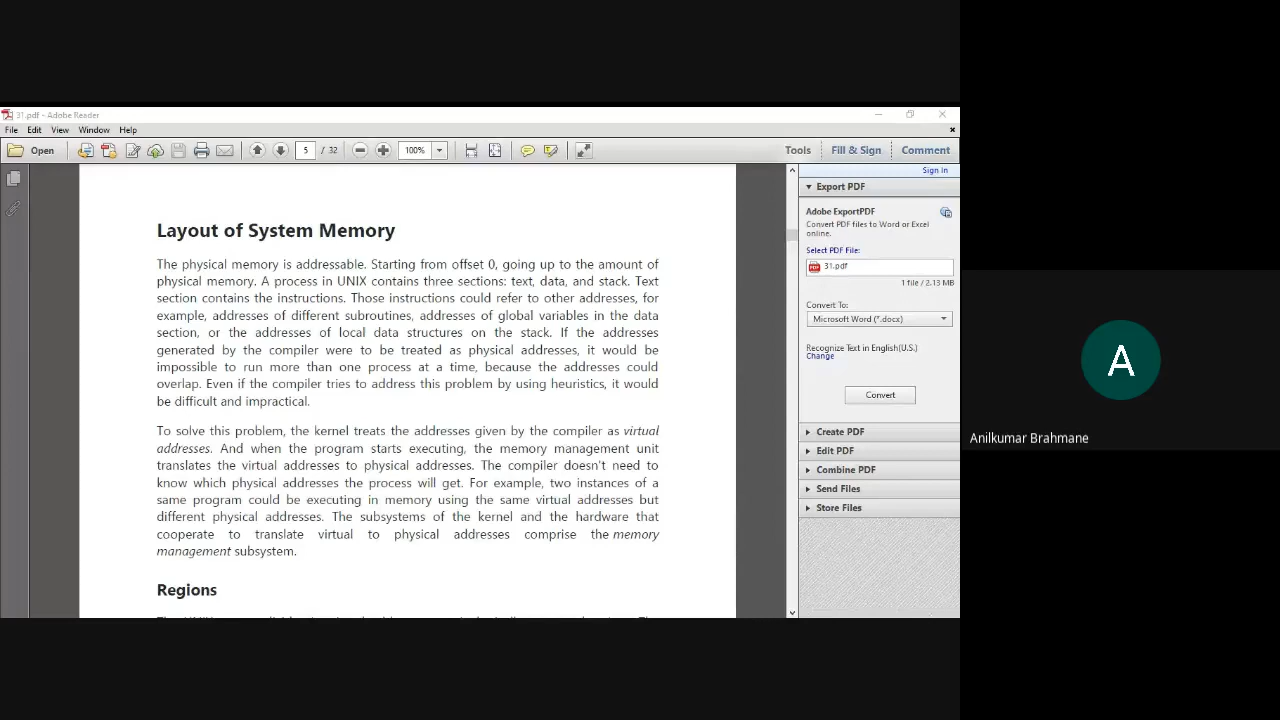 31.pdf - Adobe Reader
File Edit View Window Help
Open 5 / 32 100% Tools Fill & Sign Comment
Sign In
Export PDF
Adobe ExportPDF
Convert PDF files to Word or Excel
online.
Select PDF File:
31.pdf
1 file / 2.13 MB
Convert To:
Microsoft Word (*.docx)
Recognize Text in English(U.S.)
Change
Convert
Create PDF
Edit PDF
Combine PDF
Send Files
Store Files
Layout of System Memory
The physical memory is addressable. Starting from offset 0, going up to the amount of
physical memory. A process in UNIX contains three sections: text, data, and stack. Text
section contains the instructions. Those instructions could refer to other addresses, for
example, addresses of different subroutines, addresses of global variables in the data
section, or the addresses of local data structures on the stack. If the addresses
generated by the compiler were to be treated as physical addresses, it would be
impossible to run more than one process at a time, because the addresses could
overlap. Even if the compiler tries to address this problem by using heuristics, it would
be difficult and impractical.
To solve this problem, the kernel treats the addresses given by the compiler as virtual
addresses. And when the program starts executing, the memory management unit
translates the virtual addresses to physical addresses. The compiler doesn't need to
know which physical addresses the process will get. For example, two instances of a
same program could be executing in memory using the same virtual addresses but
different physical addresses. The subsystems of the kernel and the hardware that
cooperate to translate virtual to physical addresses comprise the memory
management subsystem.
Regions
A
Anilkumar Brahmane